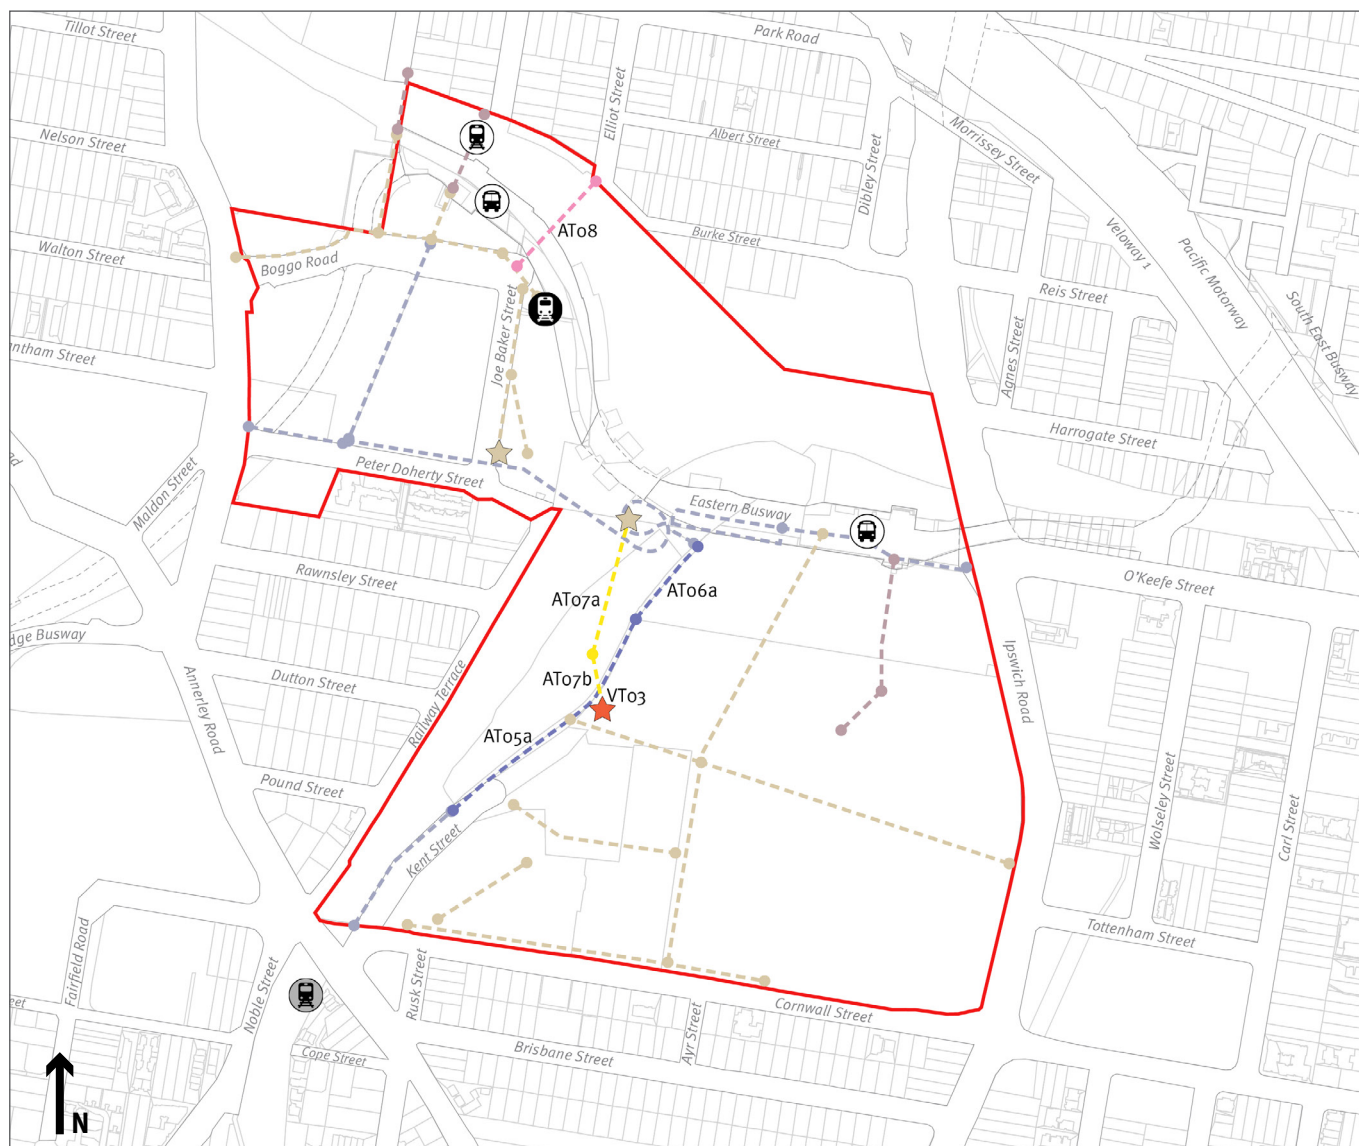 Tillot Street
Park Road
Elliot Street
Nelson Street
Albert Street
Morrissey Street
Dibley Street
AT08
Burke Street
Veloway 1
Pacific Motorway
Walton Street
Boggo Road
Reis Street
South East Busway
Joe Baker Street
Agnes Street
antham Street
Harrogate Street
Peter Doherty Street
Maldon Street
Eastern Busway
Rawnsley Street
O'Keefe Street
AT07a
AT06a
dge Busway
Ipswich Road
Dutton Street
AT07b
VT03
Annerley Road
Railway Terrace
AT05a
Pound Street
Wolseley Street
Carl Street
Kent Street
Fairfield Road
Noble Street
Rusk Street
Tottenham Street
eet
Cornwall Street
Ayr Street
Cope Street
Brisbane Street
N